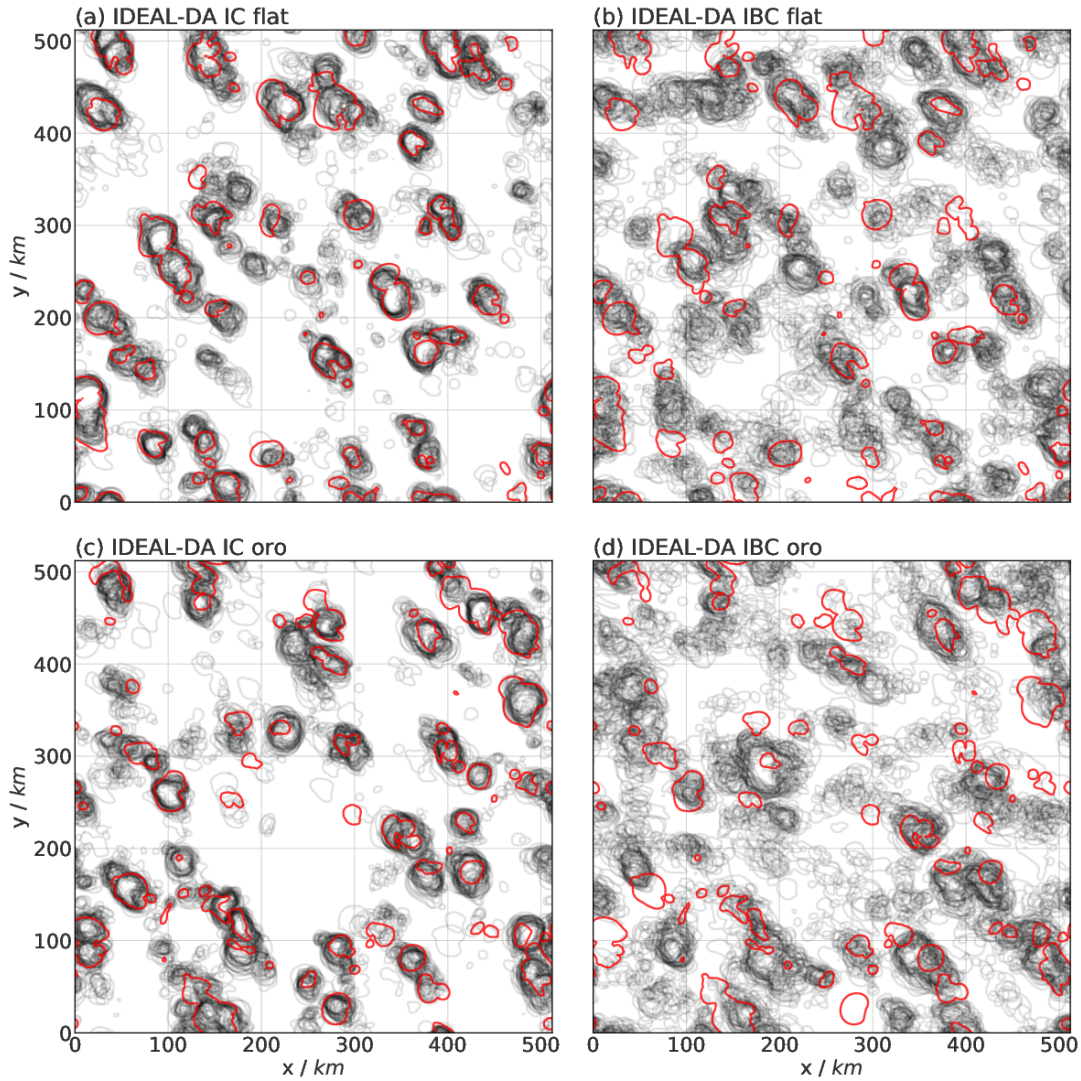 (a) IDEAL-DA IC flat
(b) IDEAL-DA IBC flat
500
400
300
200
100
0
y / km
(c) IDEAL-DA IC oro
(d) IDEAL-DA IBC oro
500
400
300
200
100
0
y / km
0 100 200 300 400 500
0 100 200 300 400 500
x / km
x / km